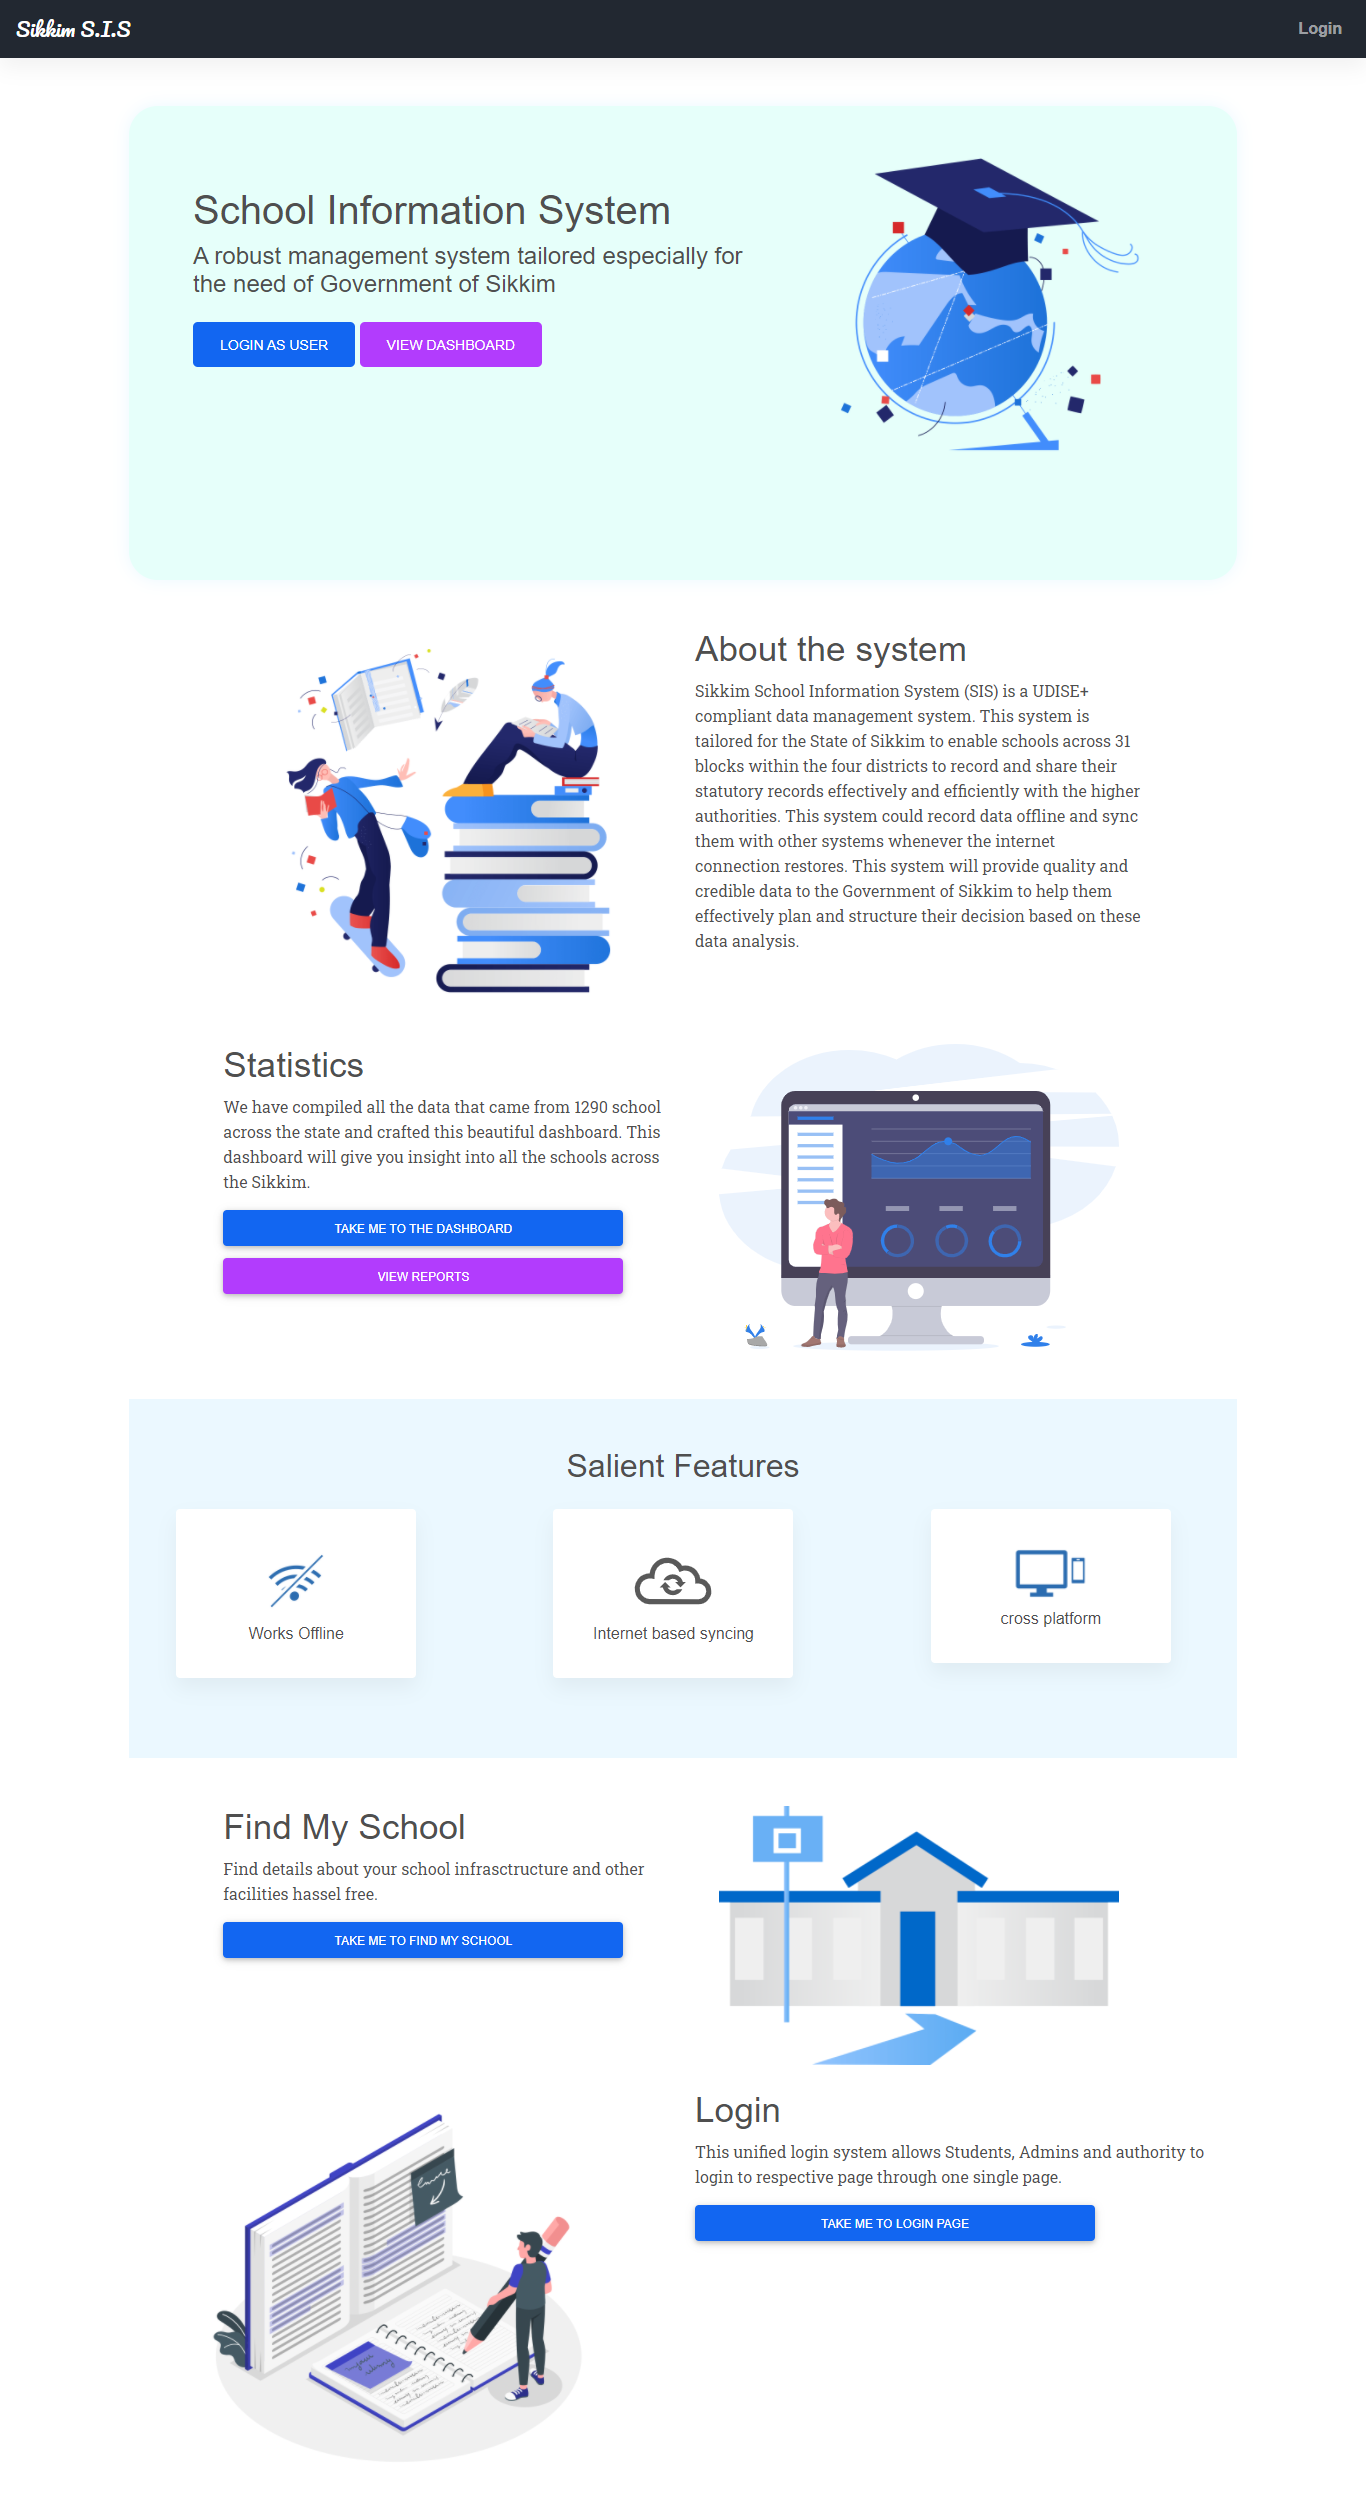 Sikkim S.I.S
Login
School Information System
A robust management system tailored especially for
the need of Government of Sikkim
LOGIN AS USER
VIEW DASHBOARD
About the system
Sikkim School Information System (SIS) is a UDISE+
compliant data management system. This system is
tailored for the State of Sikkim to enable schools across 31
blocks within the four districts to record and share their
statutory records effectively and efficiently with the higher
authorities. This system could record data offline and sync
them with other systems whenever the internet
connection restores. This system will provide quality and
credible data to the Government of Sikkim to help them
effectively plan and structure their decision based on these
data analysis.
Statistics
We have compiled all the data that came from 1290 school
across the state and crafted this beautiful dashboard. This
dashboard will give you insight into all the schools across
the Sikkim.
TAKE ME TO THE DASHBOARD
VIEW REPORTS
Salient Features
Works Offline
Internet based syncing
cross platform
Find My School
Find details about your school infrasctructure and other
facilities hassel free.
TAKE ME TO FIND MY SCHOOL
Login
This unified login system allows Students, Admins and authority to
login to respective page through one single page.
TAKE ME TO LOGIN PAGE